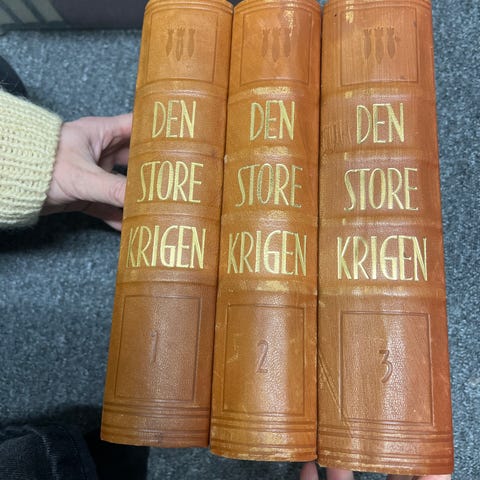 DEN
STORE
KRIGEN
1
DEN
STORE
KRIGEN
2
DEN
STORE
KRIGEN
3